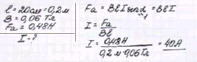 l = 20см = 0,2м
B = 0,06 Тл
Fa = 0,48Н
I - ?
Fa = BlI sinα = BlI
I = Fa / Bl
I = 0,48Н / 0,2м · 0,06Тл = 40А